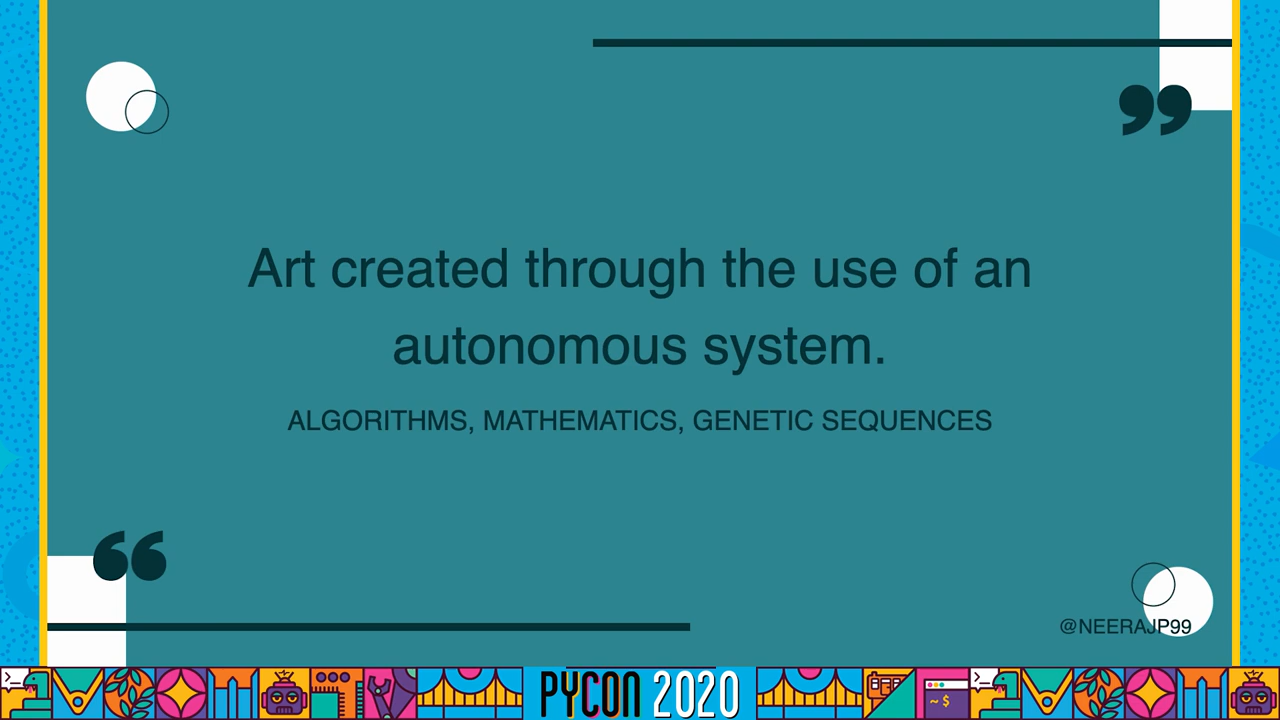 ”
Art created through the use of an
autonomous system.
ALGORITHMS, MATHEMATICS, GENETIC SEQUENCES
“
@NEERAJP99
PYCON 2020
~$